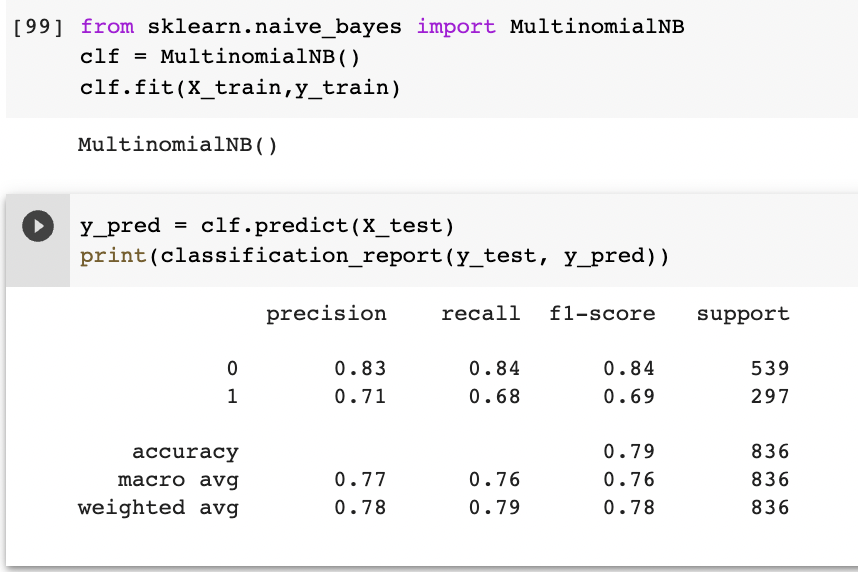 [99] from sklearn.naive_bayes import MultinomialNB
clf = MultinomialNB()
clf.fit(X_train,y_train)
MultinomialNB()
y_pred = clf.predict(X_test)
print(classification_report(y_test, y_pred))
precision recall f1-score support
0 0.83 0.84 0.84 539
1 0.71 0.68 0.69 297
accuracy 0.79 836
macro avg 0.77 0.76 0.76 836
weighted avg 0.78 0.79 0.78 836